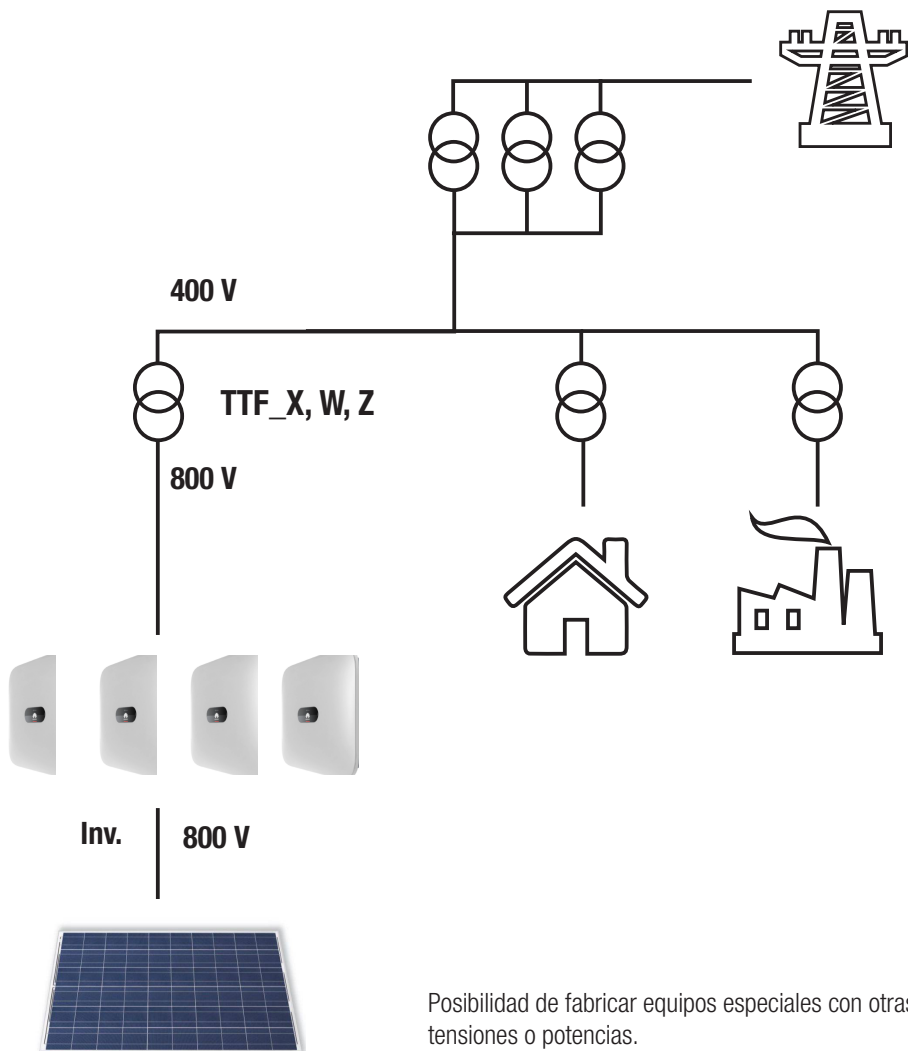 400 V
TTF_X, W, Z
800 V
Inv.
800 V
Posibilidad de fabricar equipos especiales con otras
tensiones o potencias.